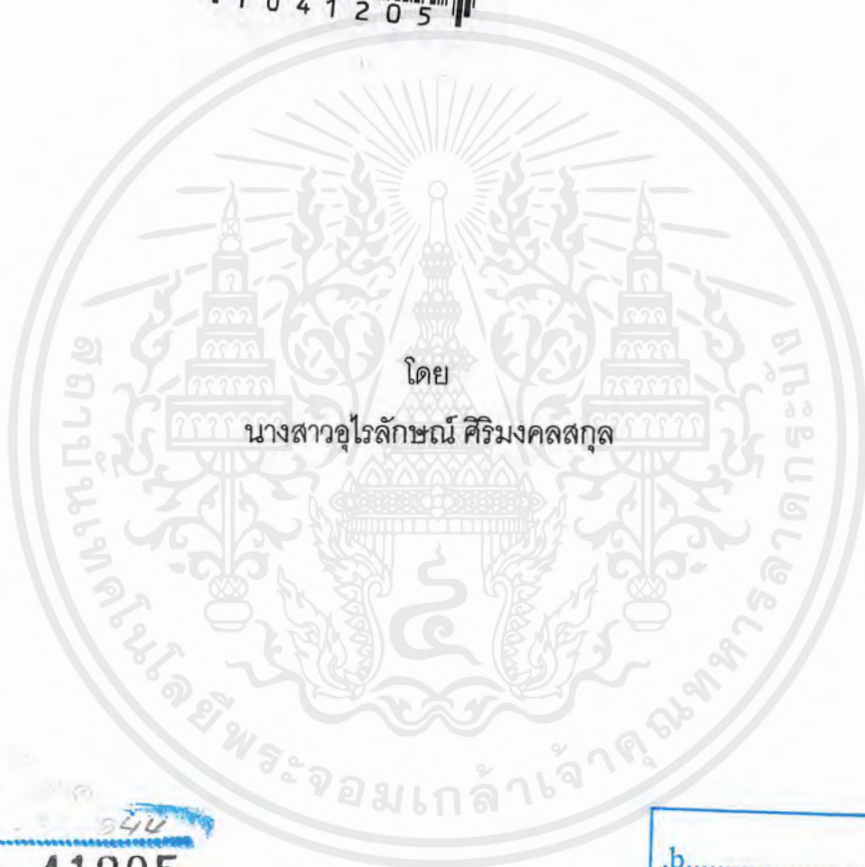 1041205
โดย
นางสาวอุไรลักษณ์ ศิริมงคลสกุล
สถาบันเทคโนโลยีพระจอมเกล้าเจ้าคุณทหารลาดกระบัง
๔
41205
.b